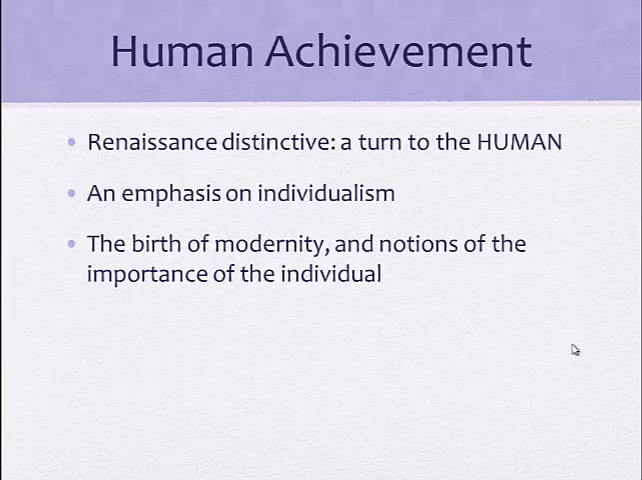 Human Achievement
Renaissance distinctive: a turn to the HUMAN
An emphasis on individualism
The birth of modernity, and notions of the
importance of the individual